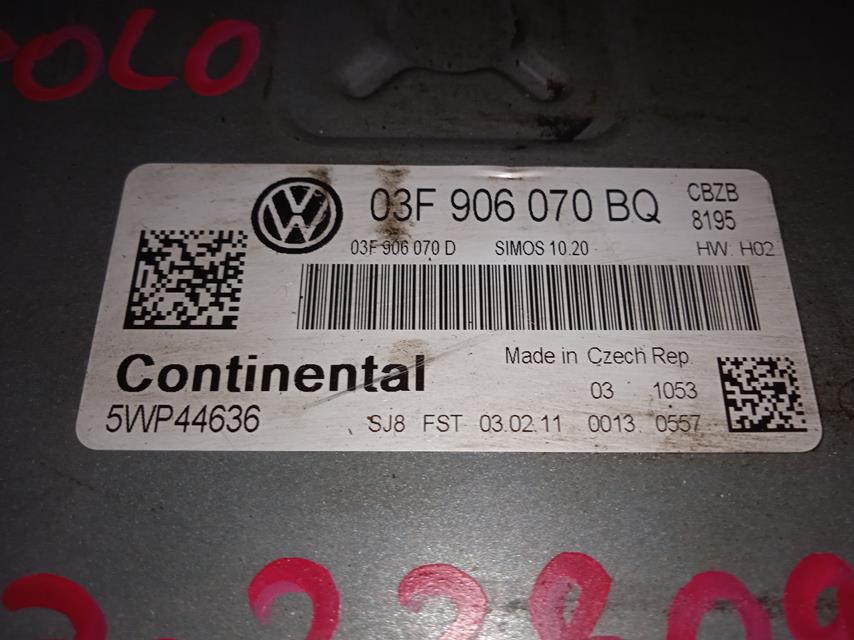 POLO
03F 906 070 BQ CBZB
8195
03F 906 070 D SIMOS 10.20 HW H02
Continental Made in Czech Rep
03 1053
5WP44636 SJ8 FST 03.02.11 0013 0557